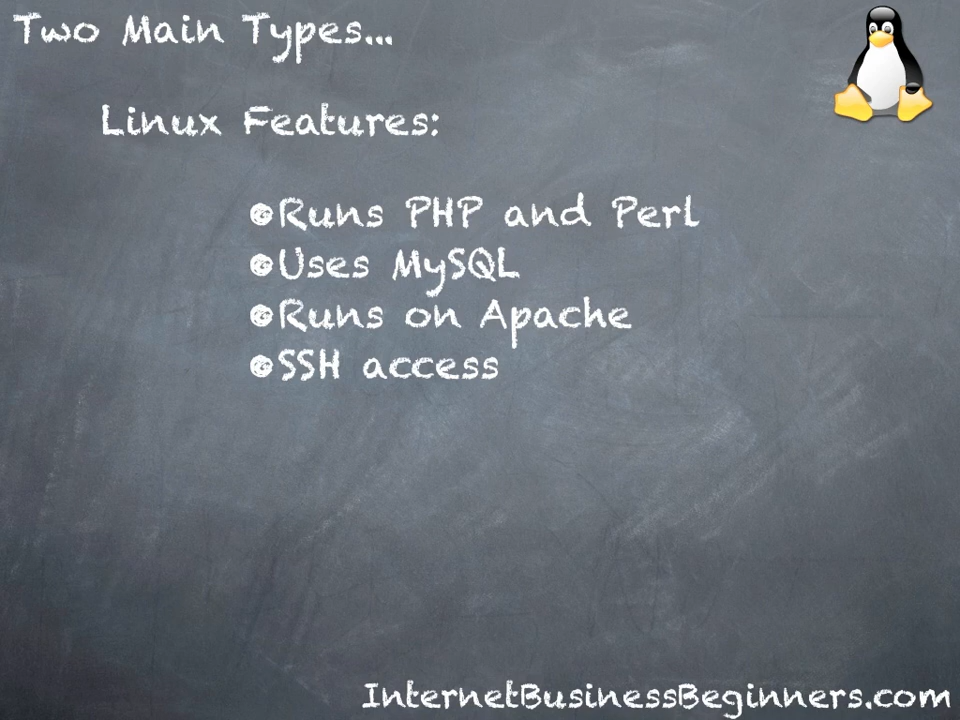 Two Main Types...
Linux Features:
•Runs PHP and Perl
•Uses MySQL
•Runs on Apache
•SSH access
InternetBusinessBeginners.com